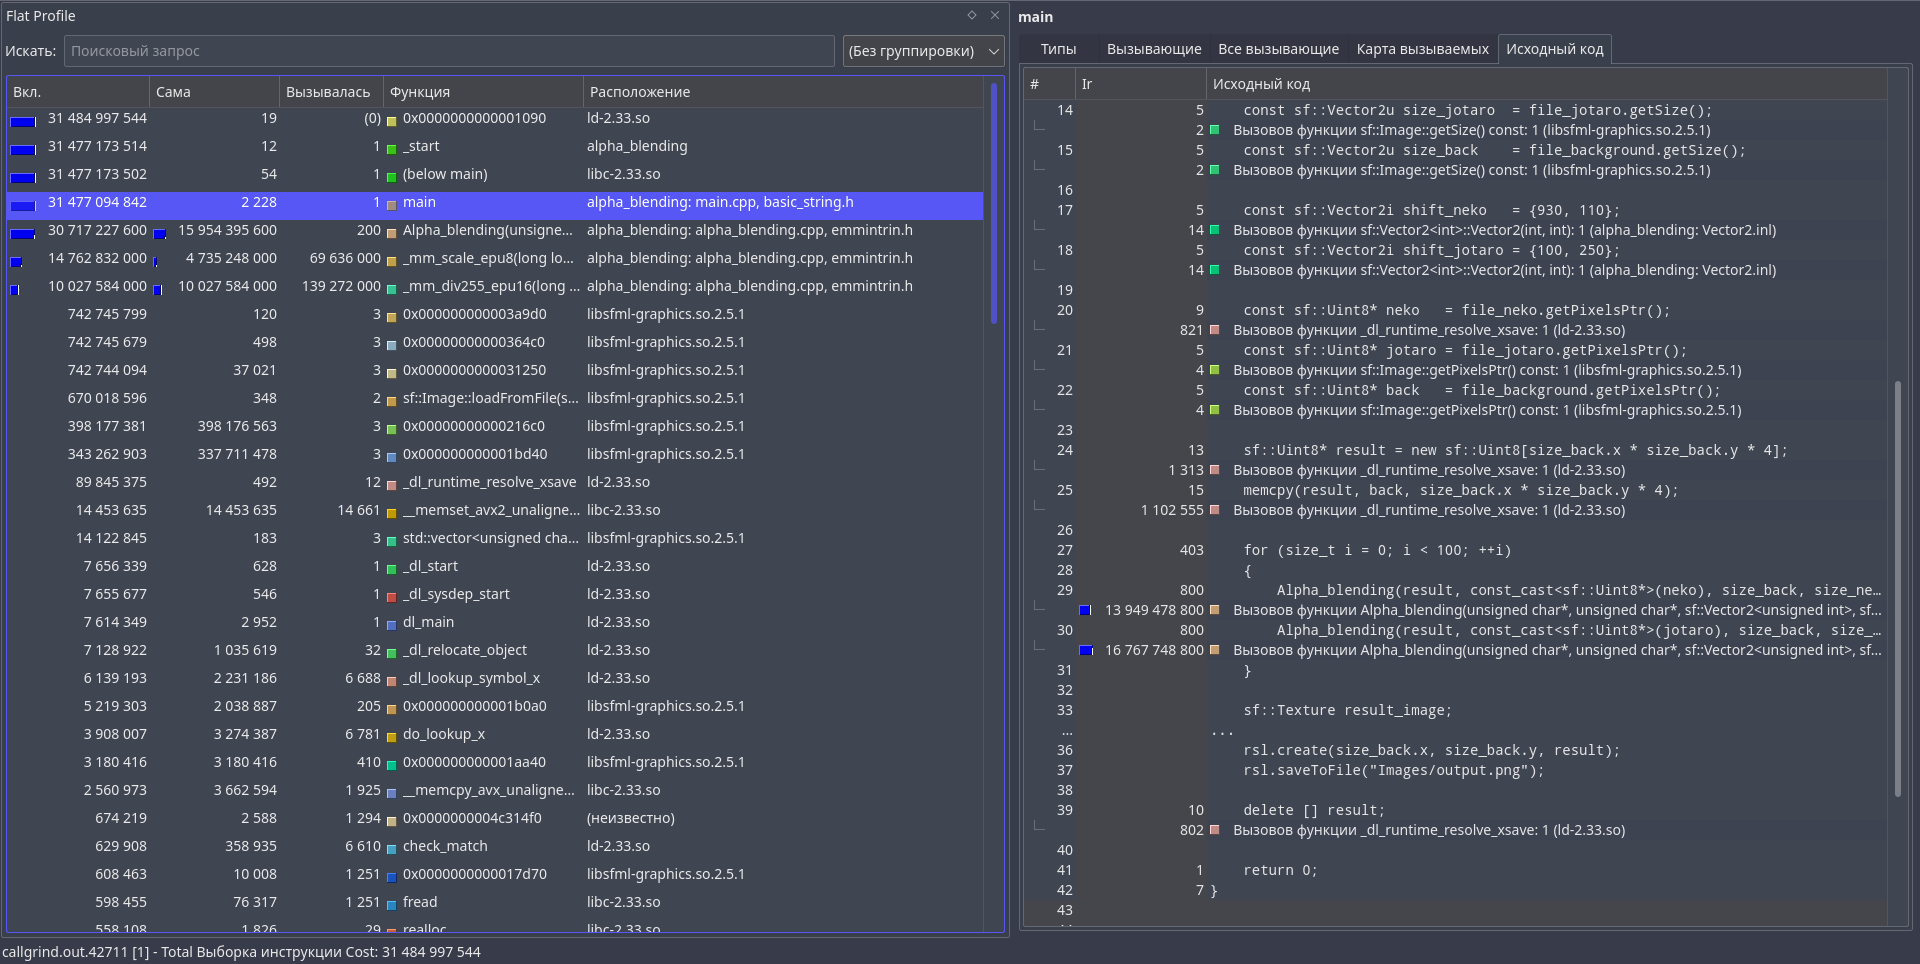 Flat Profile
Искать: Поисковый запрос (Без группировки)
Вкл. Сама Вызывалась Функция Расположение
31 484 997 544 19 (0) 0x0000000000001090 ld-2.33.so
31 477 173 514 12 1 _start alpha_blending
31 477 173 502 54 1 (below main) libc-2.33.so
31 477 094 842 2 228 1 main alpha_blending: main.cpp, basic_string.h
30 717 227 600 15 954 395 600 200 Alpha_blending(unsigne... alpha_blending: alpha_blending.cpp, emmintrin.h
14 762 832 000 4 735 248 000 69 636 000 _mm_scale_epu8(long lo... alpha_blending: alpha_blending.cpp, emmintrin.h
10 027 584 000 10 027 584 000 139 272 000 _mm_div255_epu16(long ... alpha_blending: alpha_blending.cpp, emmintrin.h
742 745 799 120 3 0x000000000003a9d0 libsfml-graphics.so.2.5.1
742 745 679 498 3 0x00000000000364c0 libsfml-graphics.so.2.5.1
742 744 094 37 021 3 0x0000000000031250 libsfml-graphics.so.2.5.1
670 018 596 348 2 sf::Image::loadFromFile(s... libsfml-graphics.so.2.5.1
398 177 381 398 176 563 3 0x00000000000216c0 libsfml-graphics.so.2.5.1
343 262 903 337 711 478 3 0x000000000001bd40 libsfml-graphics.so.2.5.1
89 845 375 492 12 _dl_runtime_resolve_xsave ld-2.33.so
14 453 635 14 453 635 14 661 __memset_avx2_unaligne... libc-2.33.so
14 122 845 183 3 std::vector<unsigned cha... libsfml-graphics.so.2.5.1
7 656 339 628 1 _dl_start ld-2.33.so
7 655 677 546 1 _dl_sysdep_start ld-2.33.so
7 614 349 2 952 1 dl_main ld-2.33.so
7 128 922 1 035 619 32 _dl_relocate_object ld-2.33.so
6 139 193 2 231 186 6 688 _dl_lookup_symbol_x ld-2.33.so
5 219 303 2 038 887 205 0x000000000001b0a0 libsfml-graphics.so.2.5.1
3 908 007 3 274 387 6 781 do_lookup_x ld-2.33.so
3 180 416 3 180 416 410 0x000000000001aa40 libsfml-graphics.so.2.5.1
2 560 973 3 662 594 1 925 __memcpy_avx_unaligne... libc-2.33.so
674 219 2 588 1 294 0x0000000004c314f0 (неизвестно)
629 908 358 935 6 610 check_match ld-2.33.so
608 463 10 008 1 251 0x0000000000017d70 libsfml-graphics.so.2.5.1
598 455 76 317 1 251 fread libc-2.33.so
558 108 1 826 29 realloc ld-2.33.so
callgrind.out.42711 [1] - Total Выборка инструкции Cost: 31 484 997 544
main
Типы Вызывающие Все вызывающие Карта вызываемых Исходный код
# Ir Исходный код
14 5 const sf::Vector2u size_jotaro = file_jotaro.getSize();
2 Вызовов функции sf::Image::getSize() const: 1 (libsfml-graphics.so.2.5.1)
15 5 const sf::Vector2u size_back = file_background.getSize();
2 Вызовов функции sf::Image::getSize() const: 1 (libsfml-graphics.so.2.5.1)
16
17 5 const sf::Vector2i shift_neko = {930, 110};
14 Вызовов функции sf::Vector2<int>::Vector2(int, int): 1 (alpha_blending: Vector2.inl)
18 5 const sf::Vector2i shift_jotaro = {100, 250};
14 Вызовов функции sf::Vector2<int>::Vector2(int, int): 1 (alpha_blending: Vector2.inl)
19
20 9 const sf::Uint8* neko = file_neko.getPixelsPtr();
821 Вызовов функции _dl_runtime_resolve_xsave: 1 (ld-2.33.so)
21 5 const sf::Uint8* jotaro = file_jotaro.getPixelsPtr();
4 Вызовов функции sf::Image::getPixelsPtr() const: 1 (libsfml-graphics.so.2.5.1)
22 5 const sf::Uint8* back = file_background.getPixelsPtr();
4 Вызовов функции sf::Image::getPixelsPtr() const: 1 (libsfml-graphics.so.2.5.1)
23
24 13 sf::Uint8* result = new sf::Uint8[size_back.x * size_back.y * 4];
1 313 Вызовов функции _dl_runtime_resolve_xsave: 1 (ld-2.33.so)
25 15 memcpy(result, back, size_back.x * size_back.y * 4);
1 102 555 Вызовов функции _dl_runtime_resolve_xsave: 1 (ld-2.33.so)
26
27 403 for (size_t i = 0; i < 100; ++i)
28 {
29 800 Alpha_blending(result, const_cast<sf::Uint8*>(neko), size_back, size_ne...
13 949 478 800 Вызовов функции Alpha_blending(unsigned char*, unsigned char*, sf::Vector2<unsigned int>, sf...
30 800 Alpha_blending(result, const_cast<sf::Uint8*>(jotaro), size_back, size_...
16 767 748 800 Вызовов функции Alpha_blending(unsigned char*, unsigned char*, sf::Vector2<unsigned int>, sf...
31 }
32
33 sf::Texture result_image;
... ...
36 rsl.create(size_back.x, size_back.y, result);
37 rsl.saveToFile("Images/output.png");
38
39 10 delete [] result;
802 Вызовов функции _dl_runtime_resolve_xsave: 1 (ld-2.33.so)
40
41 1 return 0;
42 7 }
43